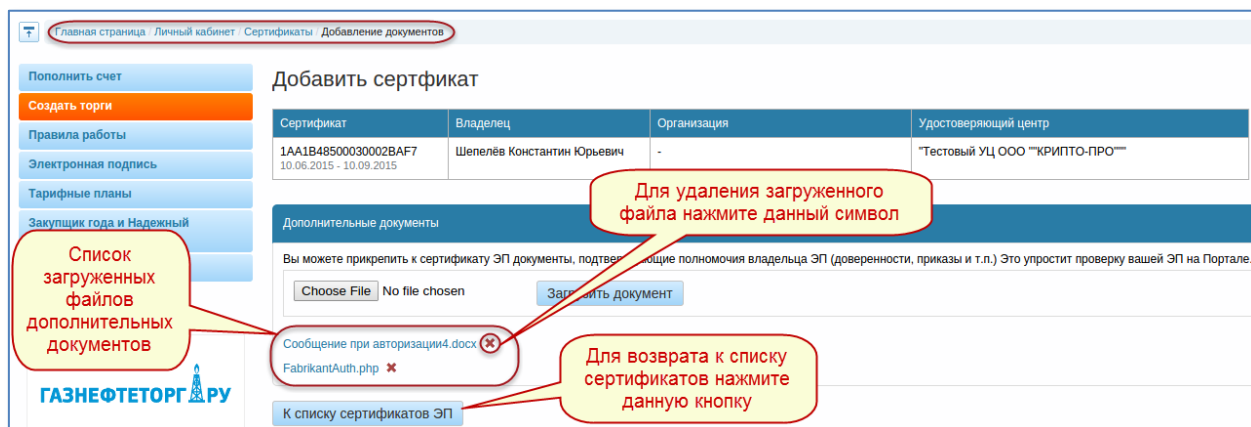 Главная страница / Личный кабинет / Сертификаты / Добавление документов
Пополнить счет
Создать торги
Правила работы
Электронная подпись
Тарифные планы
Закупщик года и Надежный
Добавить сертфикат
Сертификат Владелец Организация Удостоверяющий центр
1AA1B48500030002BAF7 Шепелёв Константин Юрьевич - "Тестовый УЦ ООО ""КРИПТО-ПРО"""
10.06.2015 - 10.09.2015
Для удаления загруженного
файла нажмите данный символ
Дополнительные документы
Вы можете прикрепить к сертификату ЭП документы, полномочия владельца ЭП (доверенности, приказы и т.п.) Это упростит проверку вашей ЭП на Портале.
Choose File No file chosen Загрузить документ
Список
загруженных
файлов
дополнительных
документов
Сообщение при авторизации4.docx
FabrikantAuth.php
Для возврата к списку
сертификатов нажмите
данную кнопку
ГАЗНЕФТЕТОРГ РУ
К списку сертификатов ЭП